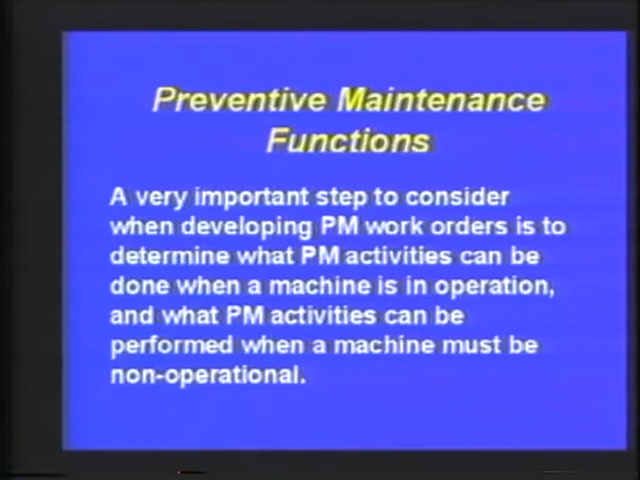 Preventive Maintenance
Functions
A very important step to consider
when developing PM work orders is to
determine what PM activities can be
done when a machine is in operation,
and what PM activities can be
performed when a machine must be
non-operational.